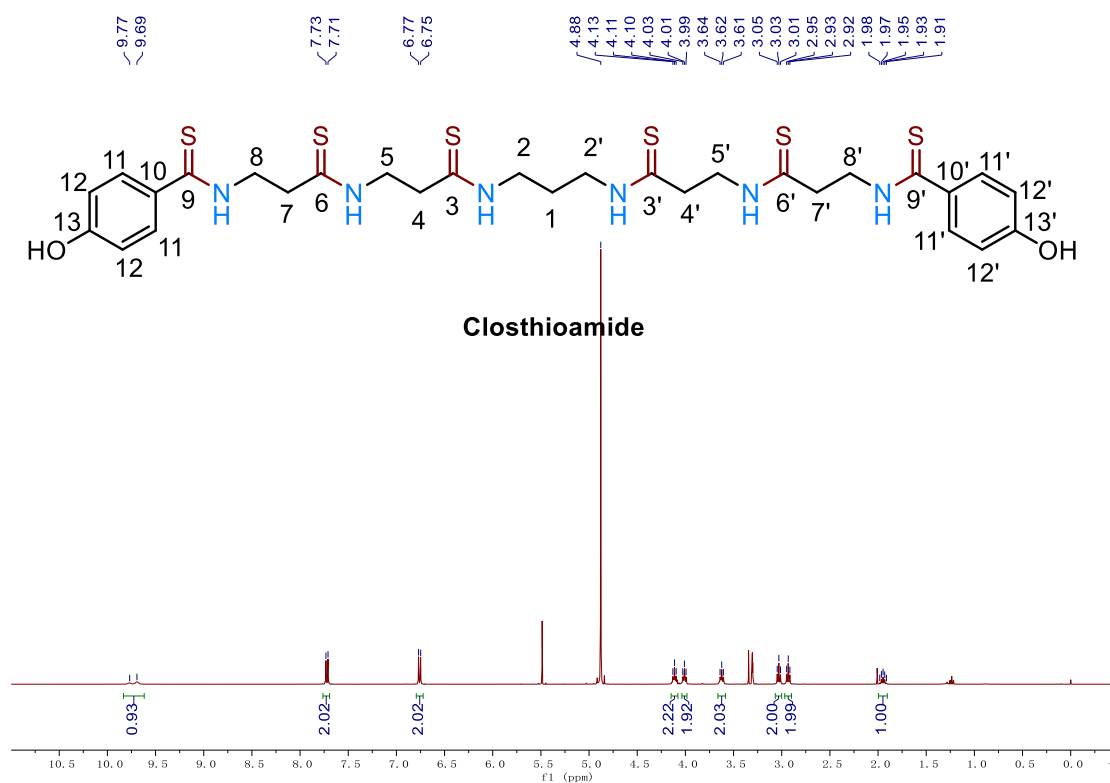 9.77 9.69 7.73 7.71 6.77 6.75 4.88 4.13 4.11 4.10 4.03 4.01 3.99 3.64 3.62 3.61 3.05 3.03 3.01 2.95 2.93 2.92 1.98 1.97 1.95 1.93 1.91
S S S S S S
11 10 8 5 2 2' 5' 8' 10' 11'
12 9 N 6 N 3 N N 3' N 6' N 9' 12'
13 H 7 H 4 H 1 H 4' H 7' H 13'
HO 11 11' OH
12 12'
Closthioamide
0.93 2.02 2.02 2.22 1.92 2.03 2.00 1.99 1.00
10.5 10.0 9.5 9.0 8.5 8.0 7.5 7.0 6.5 6.0 5.5 5.0 4.5 4.0 3.5 3.0 2.5 2.0 1.5 1.0 0.5 0.0
f1 (ppm)